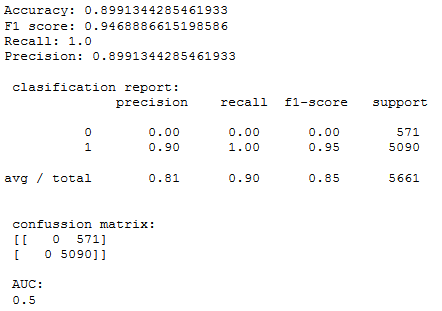 Accuracy: 0.8991344285461933
F1 score: 0.9468886615198586
Recall: 1.0
Precision: 0.8991344285461933
clasification report:
precision recall f1-score support
0 0.00 0.00 0.00 571
1 0.90 1.00 0.95 5090
avg / total 0.81 0.90 0.85 5661
confussion matrix:
[[ 0 571]
[ 0 5090]]
AUC:
0.5